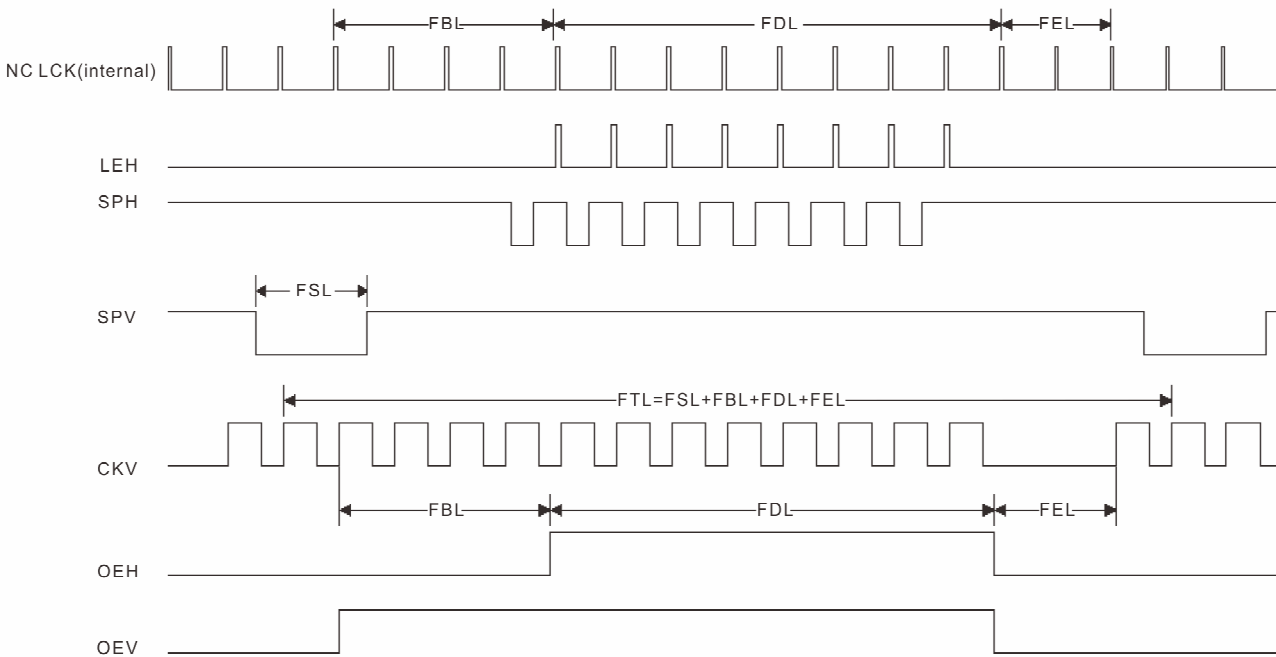 FBL FDL FEL
NC LCK(internal)
LEH
SPH
FSL
SPV
FTL=FSL+FBL+FDL+FEL
CKV
FBL FDL FEL
OEH
OEV